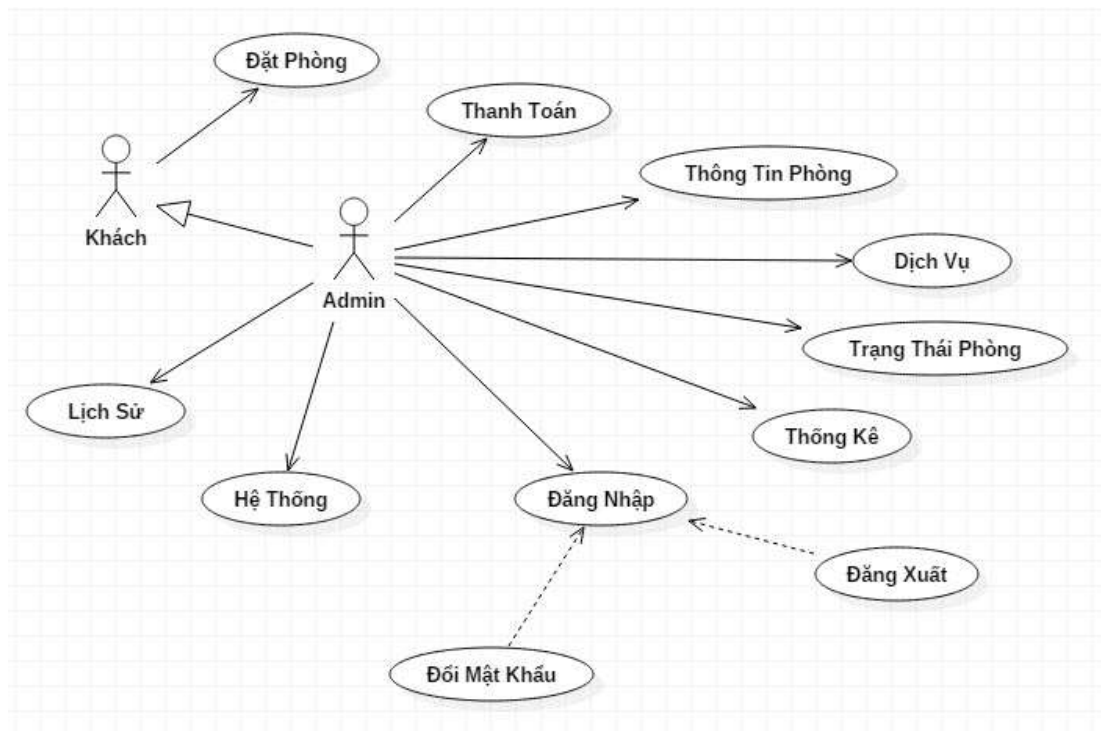 Đặt Phòng
Thanh Toán
Thông Tin Phòng
Khách
Dịch Vụ
Admin
Trạng Thái Phòng
Lịch Sử
Thống Kê
Hệ Thống
Đăng Nhập
Đăng Xuất
Đổi Mật Khẩu